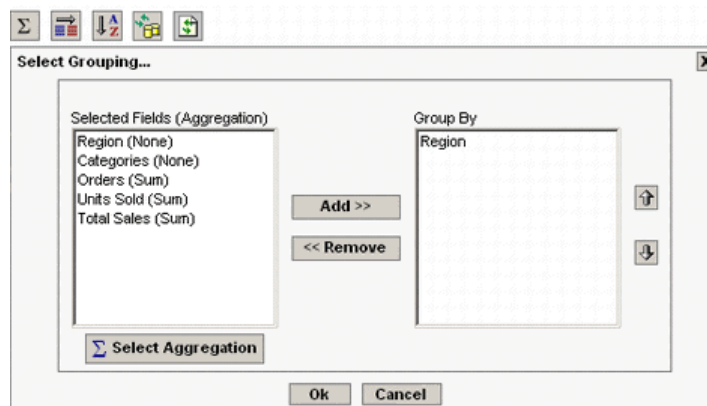 Select Grouping...
Selected Fields (Aggregation)
Region (None)
Categories (None)
Orders (Sum)
Units Sold (Sum)
Total Sales (Sum)
Add >>
<< Remove
Group By
Region
Σ Select Aggregation
Ok
Cancel